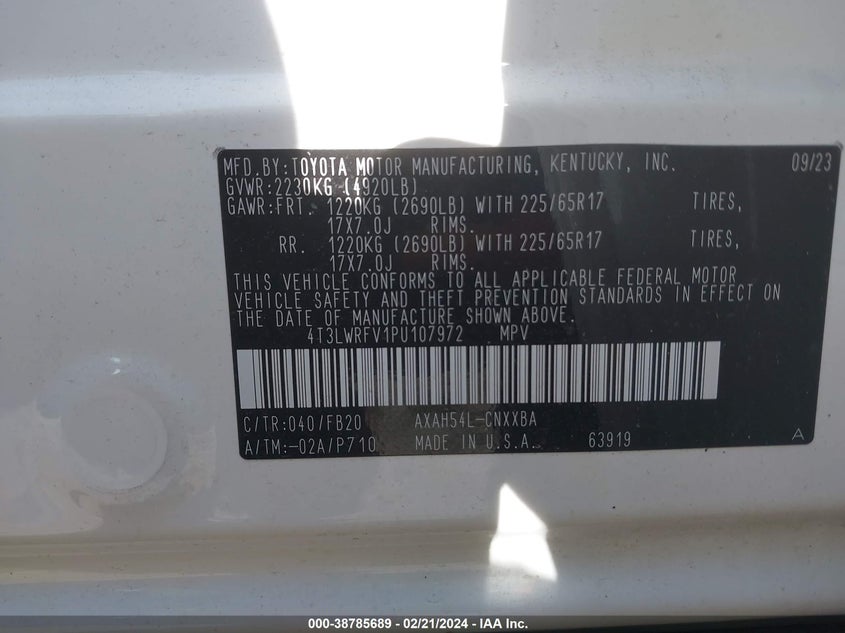 MFD.BY:TOYOTA MOTOR MANUFACTURING, KENTUCKY, INC. 09/23
GVWR:2230KG (4920LB)
GAWR:FRT. 1220KG (2690LB) WITH 225/65R17 TIRES,
17X7.0J RIMS.
RR. 1220KG (2690LB) WITH 225/65R17 TIRES,
17X7.0J RIMS.
THIS VEHICLE CONFORMS TO ALL APPLICABLE FEDERAL MOTOR
VEHICLE SAFETY AND THEFT PREVENTION STANDARDS IN EFFECT ON
THE DATE OF MANUFACTURE SHOWN ABOVE.
4T3LWRFV1PU107972 MPV
C/TR:040/FB20 AXAH54L-CNXXBA
A/TM:-02A/P710 MADE IN U.S.A. 63919 A
000-38785689 - 02/21/2024 - IAA Inc.